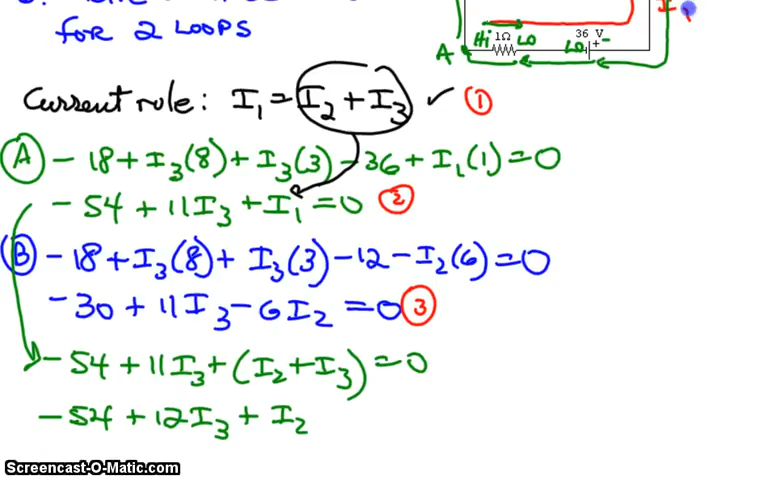 FOR 2 LOOPS
Hi 1Ω LO
36 V
LO + -
A
Current rule: I₁ = I₂ + I₃ ✓ ①
Ⓐ - 18 + I₃(8) + I₃(3) - 36 + I₁(1) = 0
- 54 + 11I₃ + I₁ = 0 ②
Ⓑ - 18 + I₃(8) + I₃(3) - 12 - I₂(6) = 0
- 30 + 11I₃ - 6I₂ = 0 ③
- 54 + 11I₃ + (I₂ + I₃) = 0
- 54 + 12I₃ + I₂
Screencast-O-Matic.com